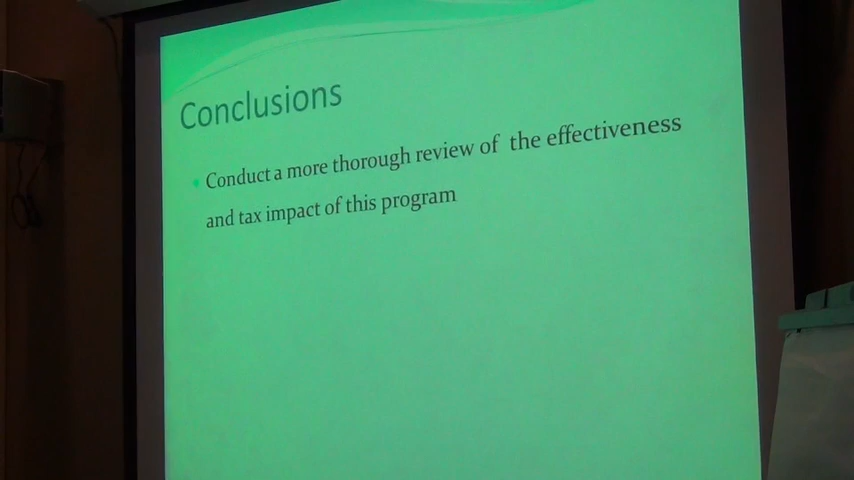 Conclusions
Conduct a more thorough review of the effectiveness
and tax impact of this program